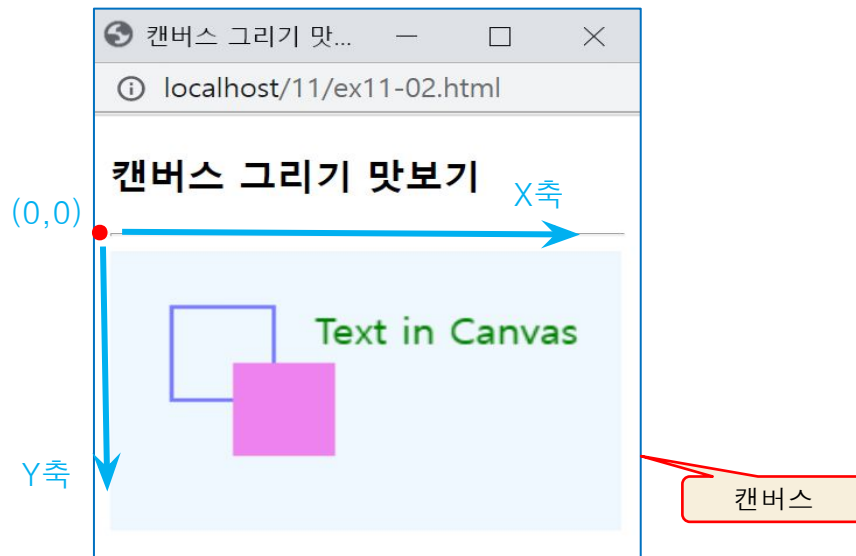 캔버스 그리기 맛...
localhost/11/ex11-02.html
캔버스 그리기 맛보기
X축
(0,0)
Text in Canvas
Y축
캔버스